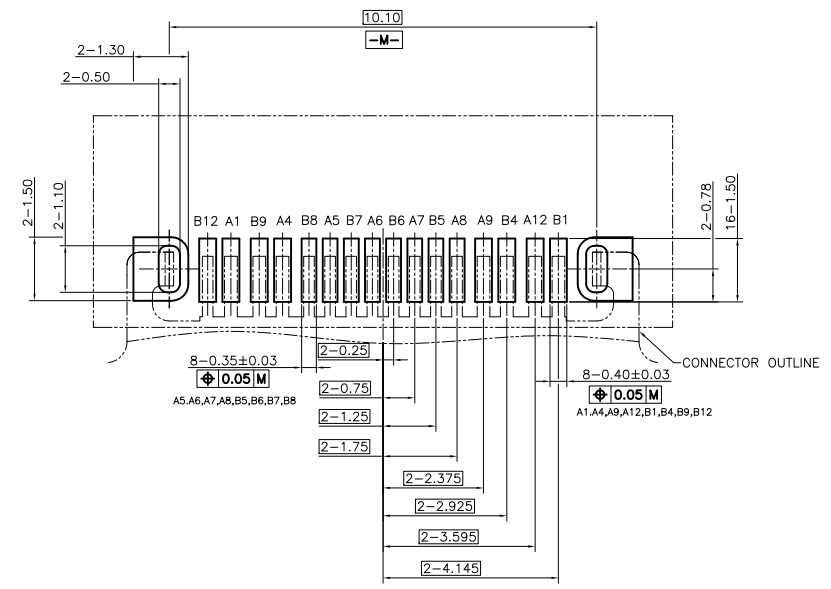 10.10
-M-
2-1.30
2-0.50
2-1.50
2-1.10
B12 A1 B9 A4 B8 A5 B7 A6 B6 A7 B5 A8 A9 B4 A12 B1
2-0.78
16-1.50
2-0.25
8-0.35±0.03
⌖ 0.05 M
A5.A6,A7,A8,B5,B6,B7,B8
CONNECTOR OUTLINE
8-0.40±0.03
⌖ 0.05 M
A1.A4,A9,A12,B1,B4,B9,B12
2-0.75
2-1.25
2-1.75
2-2.375
2-2.925
2-3.595
2-4.145